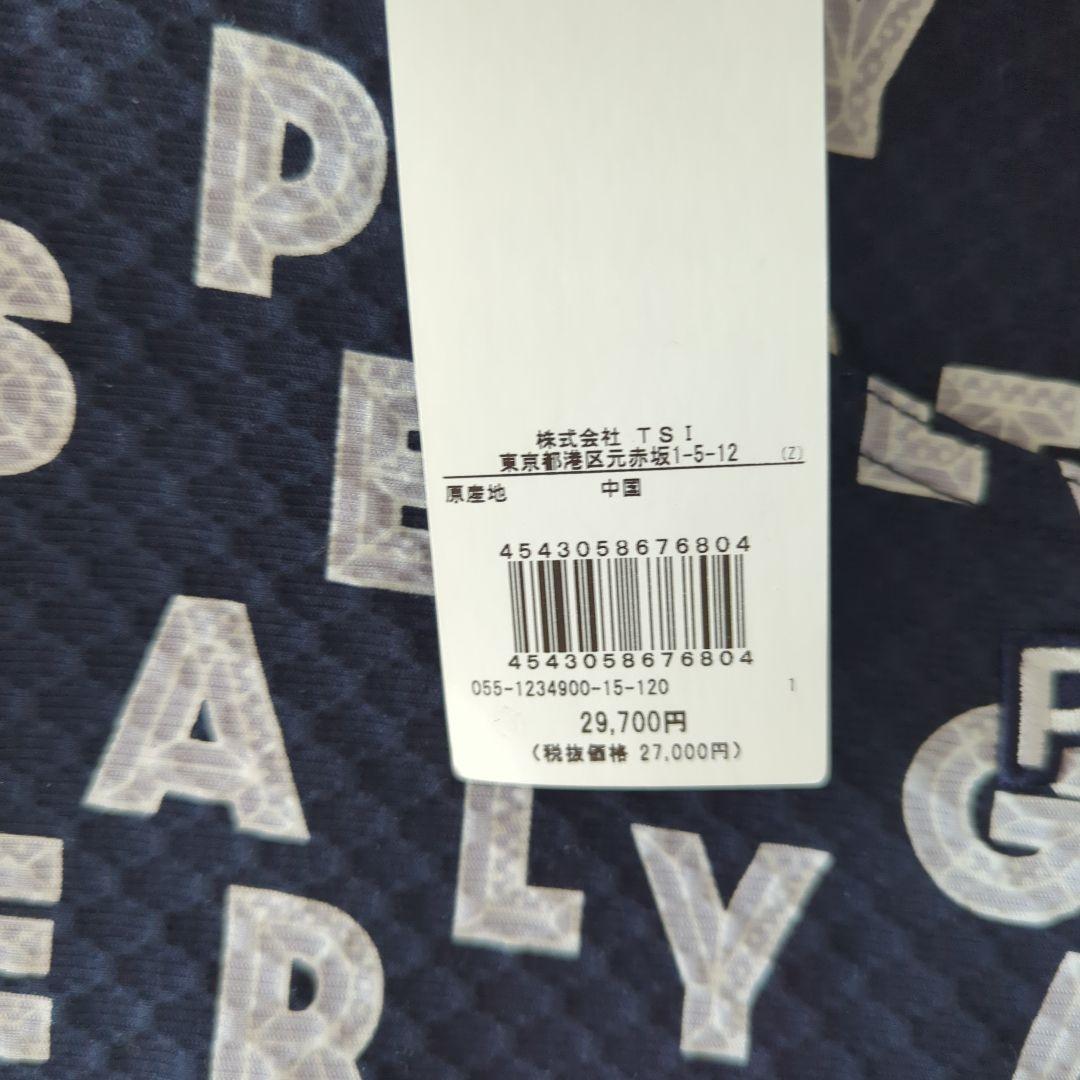 P
Y
S
株式会社 TSI
東京都港区元赤坂1-5-12 (Z)
原産地 中国
4543058676804
4543058676804
055-1234900-15-120 1
29,700円
(税抜価格 27,000円)
A
L
Y
G
R